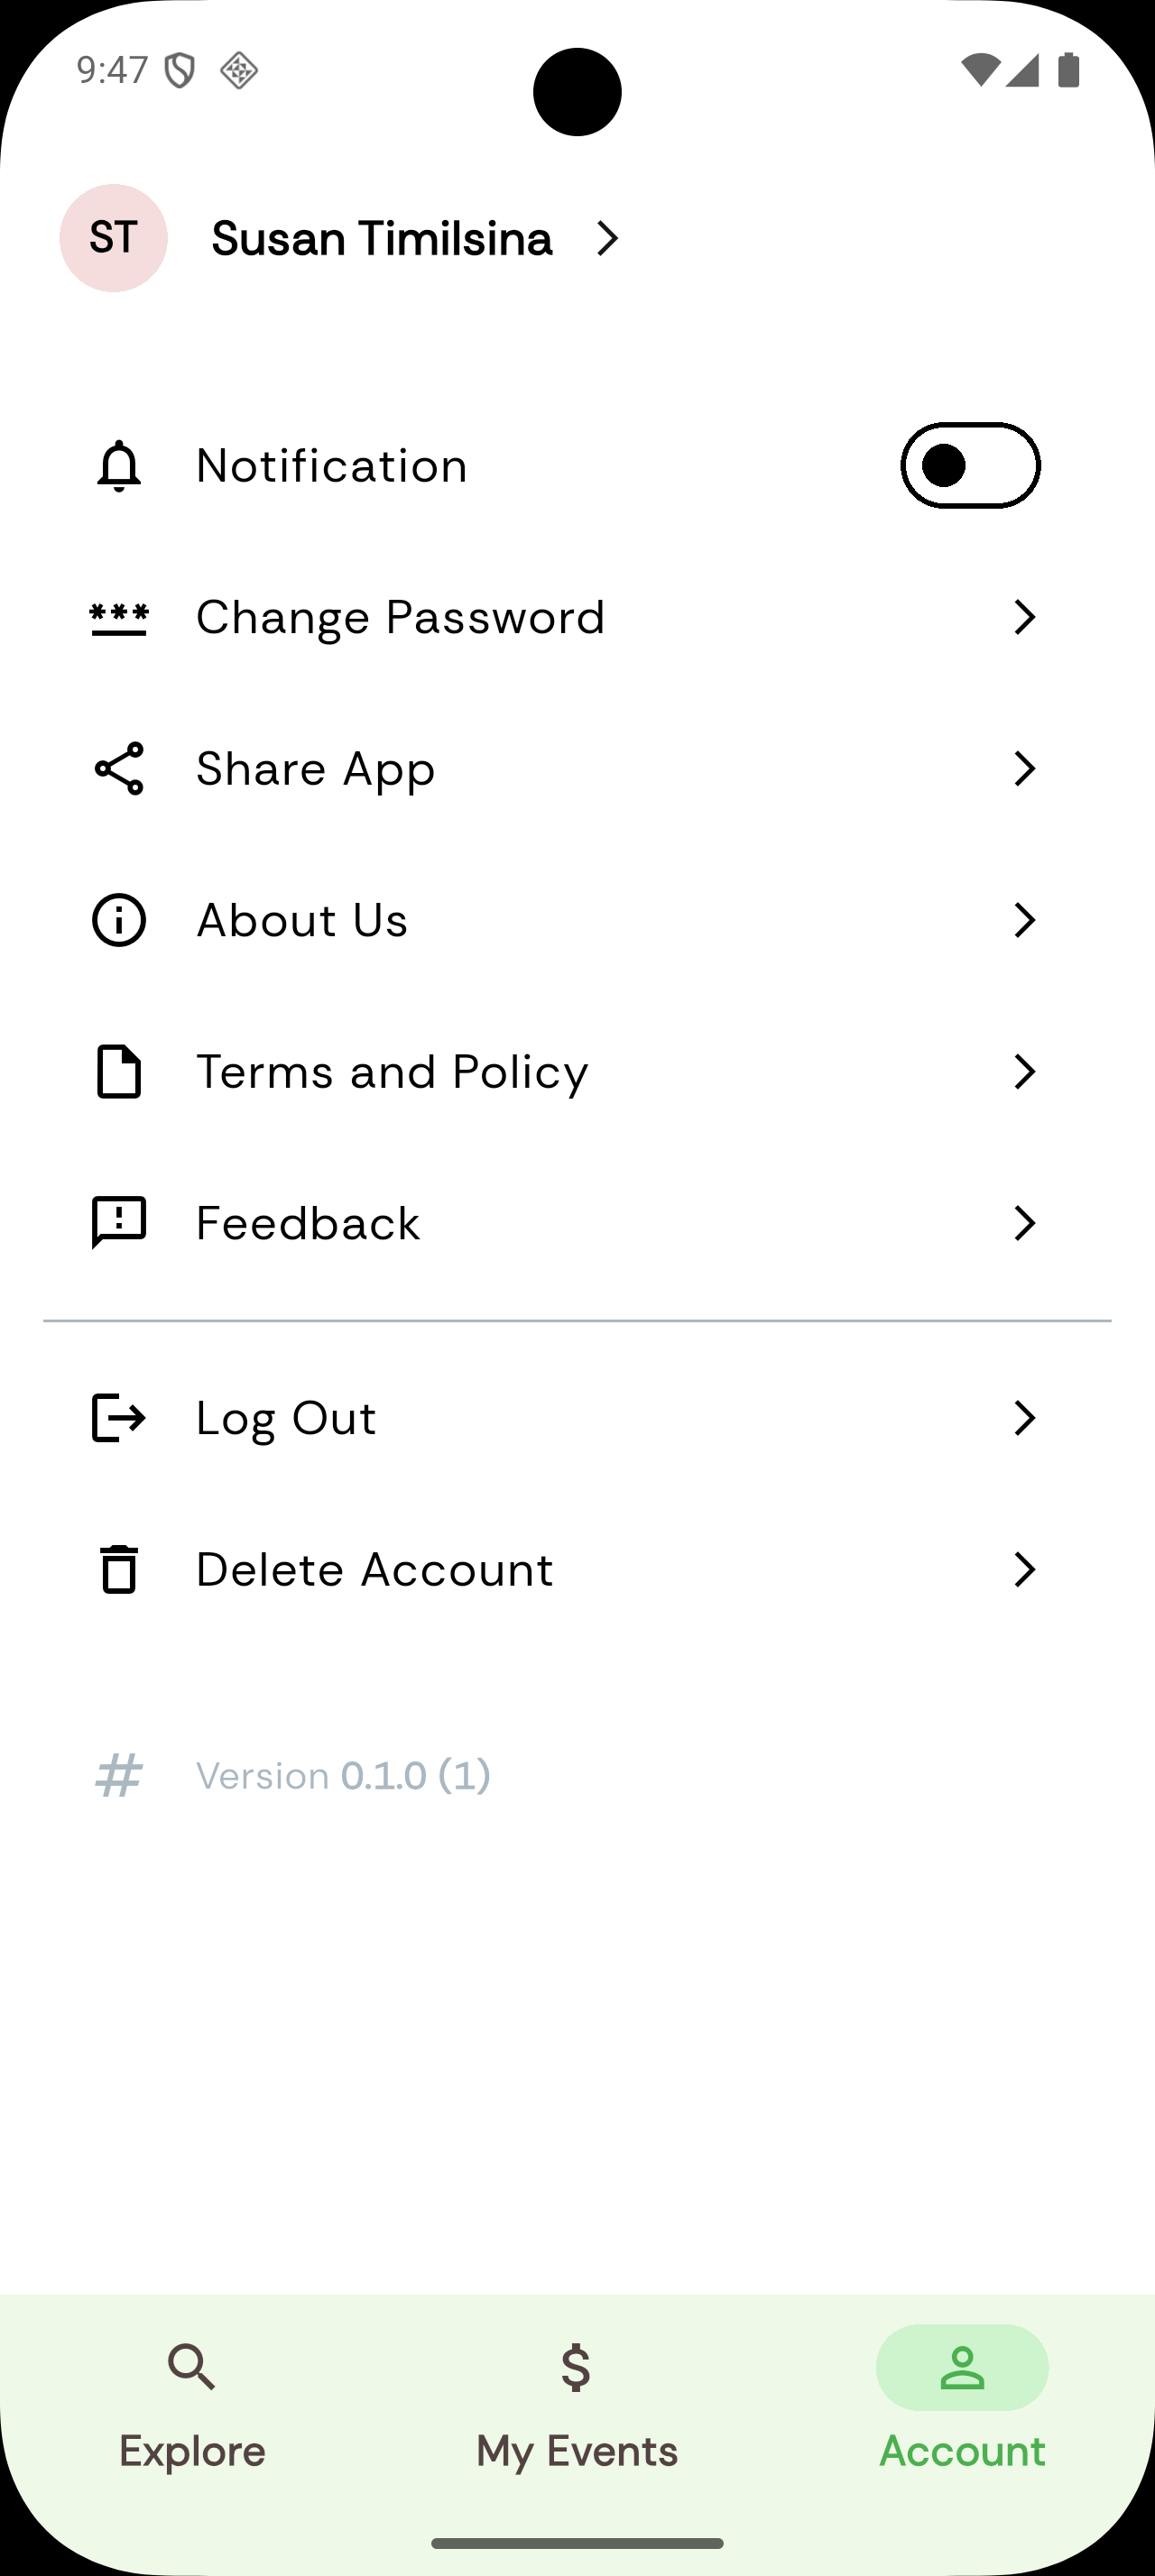 9:47
ST
Susan Timilsina
Notification
Change Password
Share App
About Us
Terms and Policy
Feedback
Log Out
Delete Account
# Version 0.1.0 (1)
Explore
My Events
Account